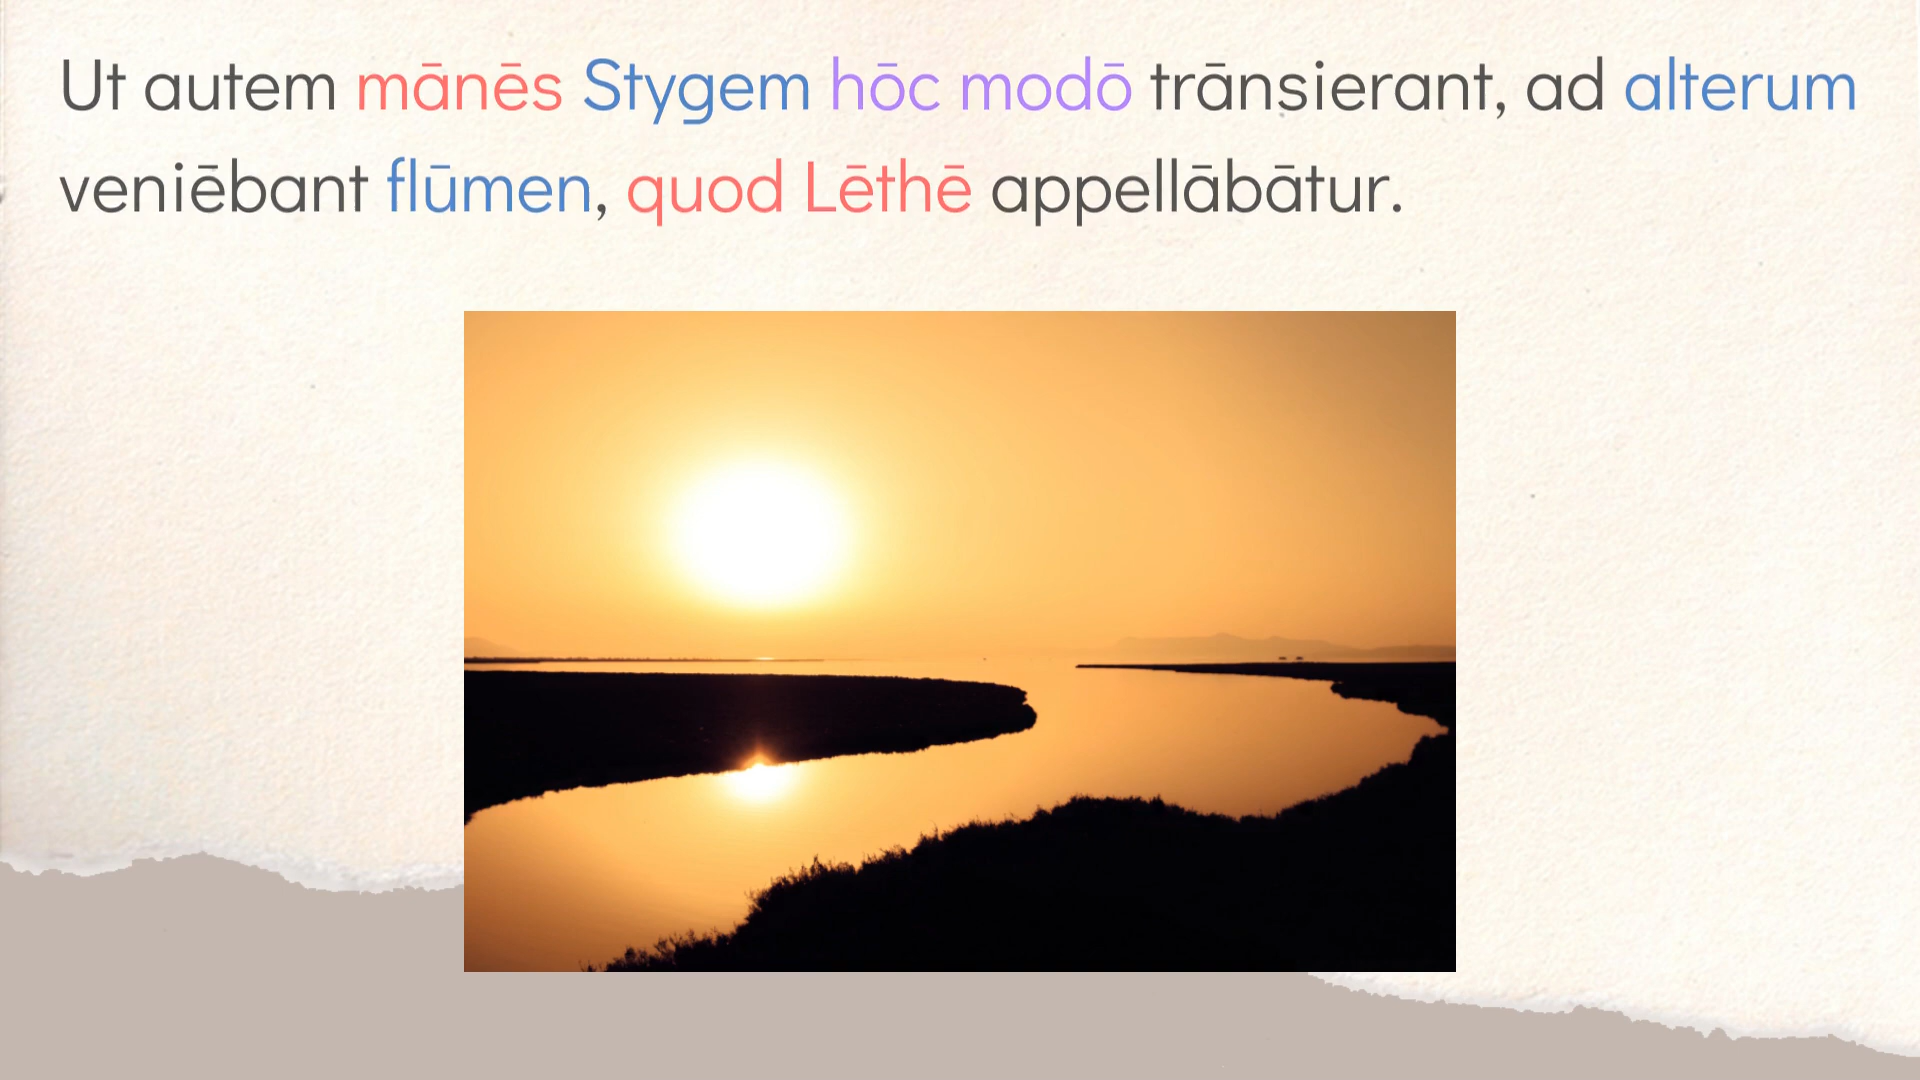 Ut autem mānēs Stygem hōc modō trānsierant, ad alterum
veniēbant flūmen, quod Lēthē appellābātur.